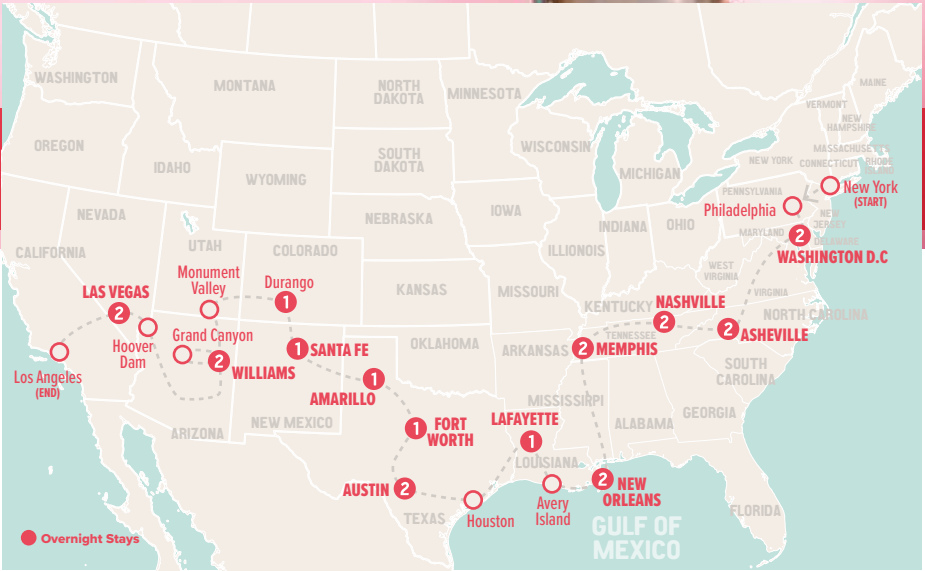 WASHINGTON
MONTANA
NORTH
DAKOTA
MINNESOTA
MAINE
VERMONT
NEW
HAMPSHIRE
OREGON
IDAHO
SOUTH
DAKOTA
WISCONSIN
MICHIGAN
NEW YORK
MASSACHUSETTS
CONNECTICUT
RHODE
ISLAND
WYOMING
PENNSYLVANIA
New York
(START)
Philadelphia
NEW
JERSEY
NEVADA
NEBRASKA
IOWA
INDIANA
OHIO
MARYLAND
DELAWARE
2
WASHINGTON D.C
CALIFORNIA
UTAH
COLORADO
ILLIONOIS
WEST
VIRGINIA
VIRGINIA
Monument
Valley
Durango
1
KANSAS
MISSOURI
KENTUCKY
NASHVILLE
2
LAS VEGAS
2
Hoover
Dam
Grand Canyon
2
WILLIAMS
1
SANTA FE
OKLAHOMA
ARKANSAS
TENNESSEE
2
MEMPHIS
2
ASHEVILLE
NORTH CAROLINA
SOUTH
CAROLINA
Los Angeles
(END)
1
AMARILLO
ARIZONA
NEW MEXICO
1
FORT
WORTH
LAFAYETTE
1
MISSISSIRPI
ALABAMA
GEORGIA
LOUISIANA
AUSTIN
2
TEXAS
Houston
Avery
Island
2
NEW
ORLEANS
FLORIDA
GULF OF
MEXICO
Overnight Stays